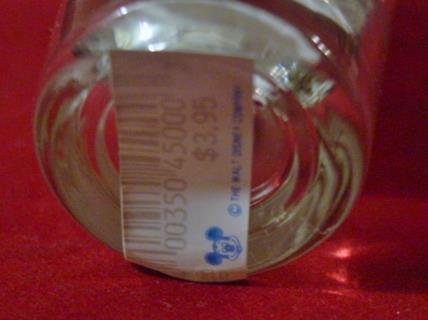 00350 45000
$3.95
© THE WALT DISNEY COMPANY